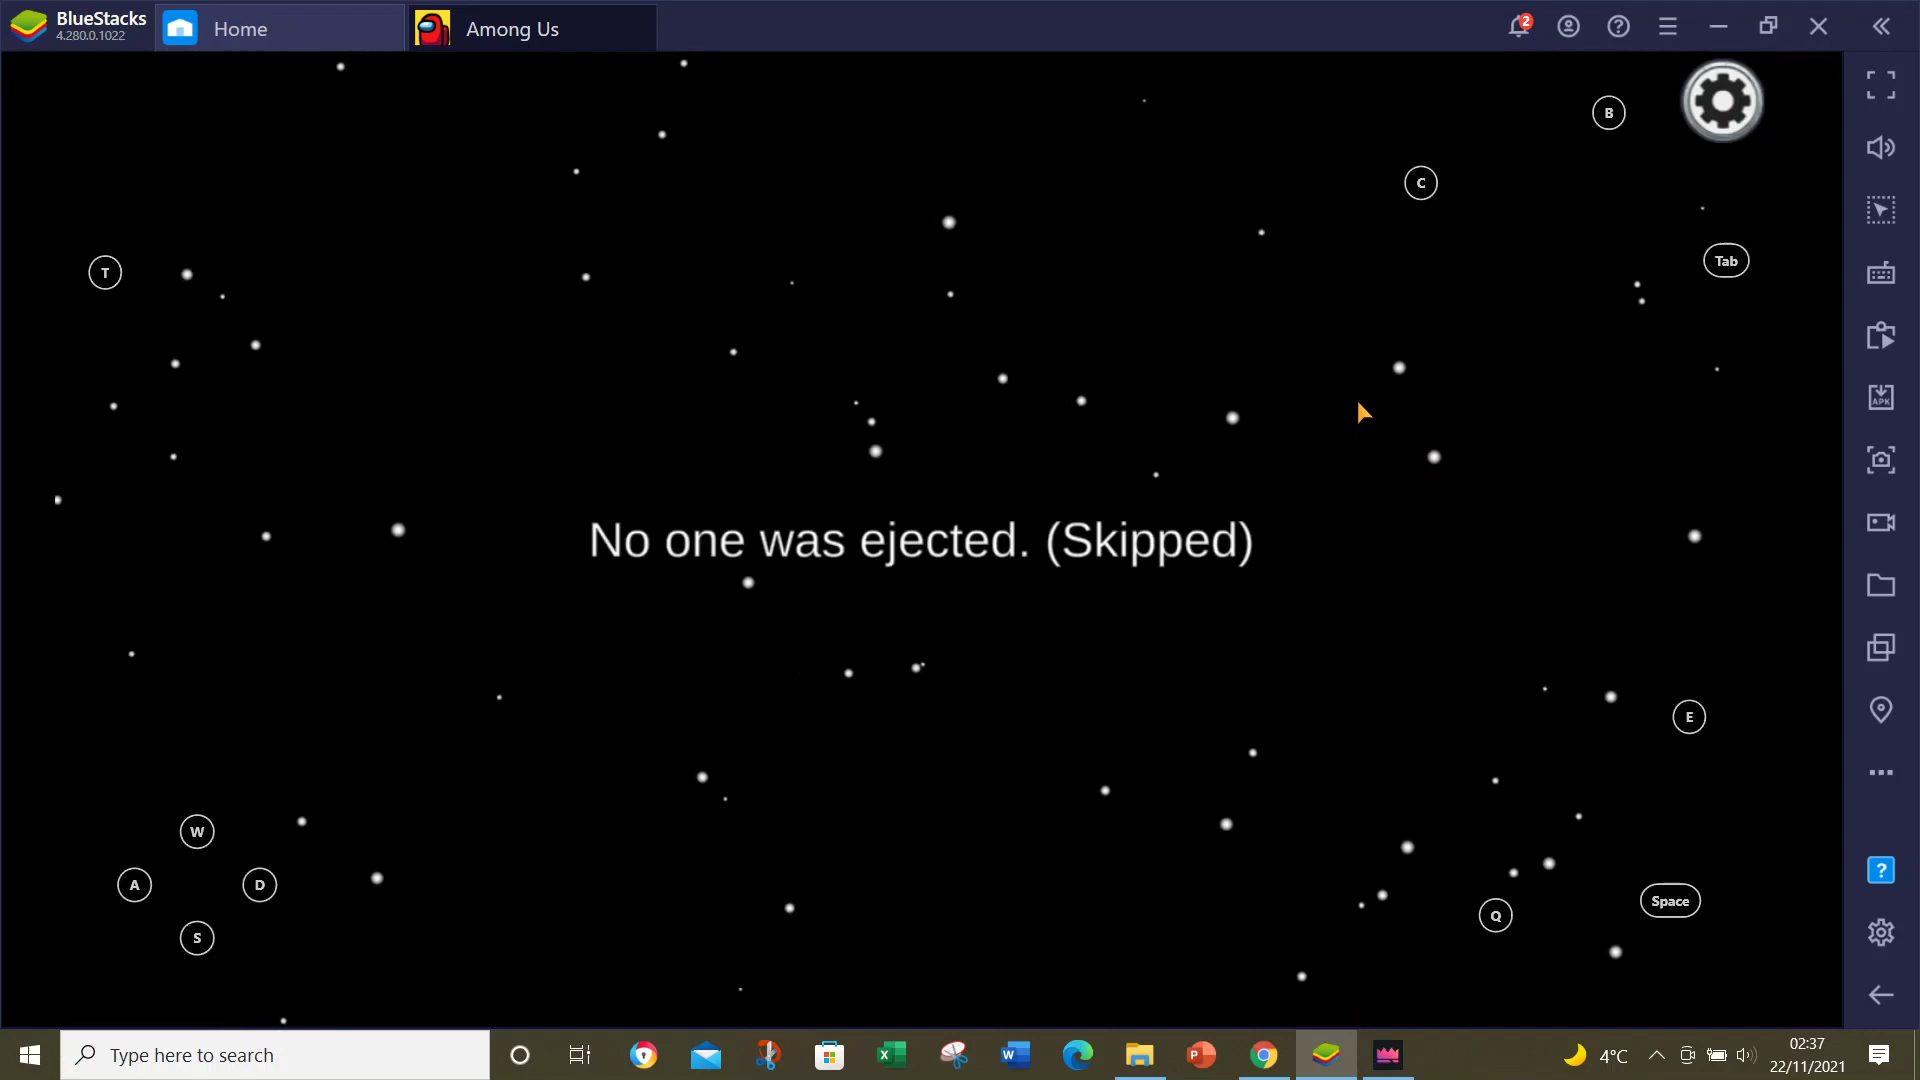 BlueStacks
4.280.0.1022
Home
Among Us
2
B
C
T
Tab
APK
No one was ejected. (Skipped)
E
W
A
D
S
Q
Space
?
Type here to search
4°C
02:37
22/11/2021